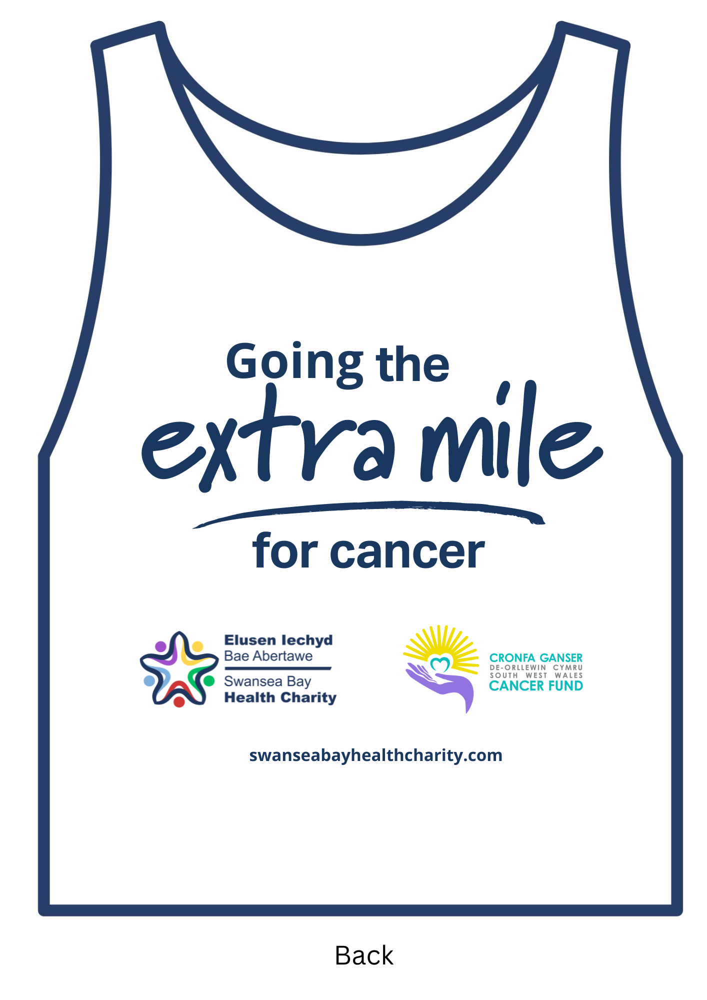 Going the
extra mile
for cancer
Elusen Iechyd
Bae Abertawe
Swansea Bay
Health Charity
CRONFA GANSER
DE-ORLLEWIN CYMRU
SOUTH WEST WALES
CANCER FUND
swanseabayhealthcharity.com
Back